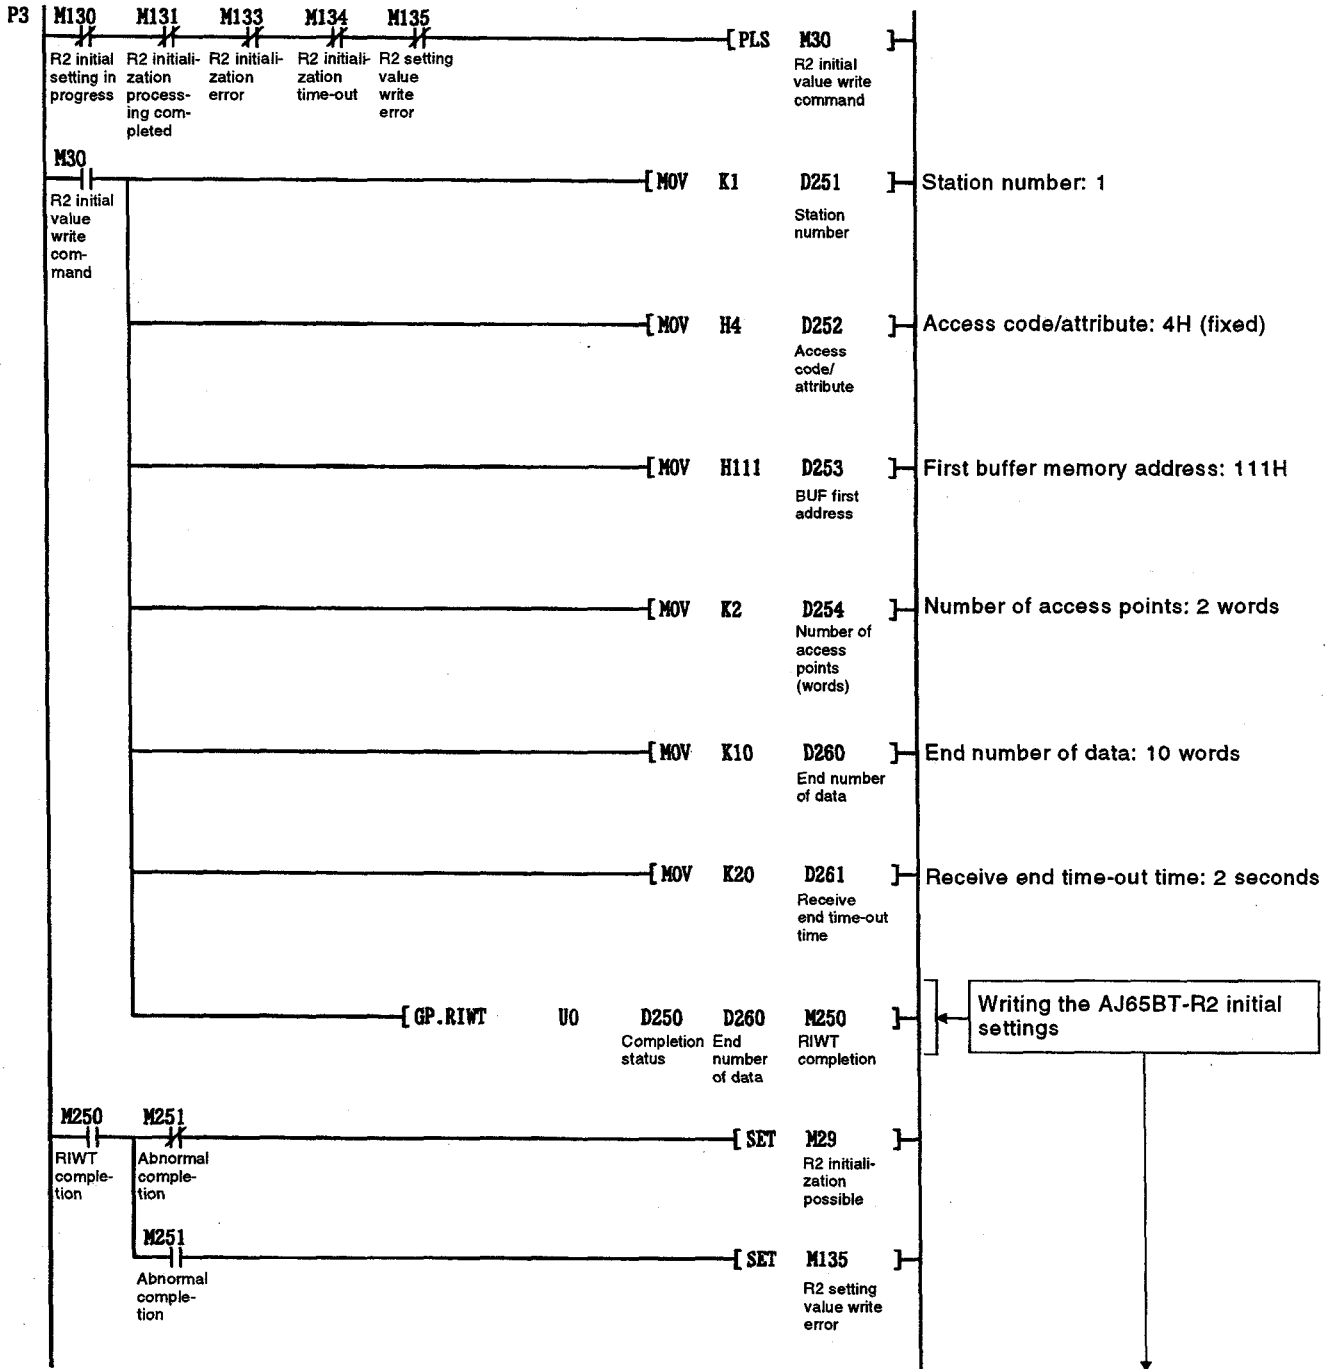 P3 M130 M131 M133 M134 M135
[ PLS M30 ]
R2 initial setting in progress
R2 initiali-zation process-ing com-pleted
R2 initiali-zation error
R2 initiali-zation time-out
R2 setting value write error
R2 initial value write command
M30
[ MOV K1 D251 ] Station number: 1
R2 initial value write com-mand
Station number
[ MOV H4 D252 ] Access code/attribute: 4H (fixed)
Access code/ attribute
[ MOV H111 D253 ] First buffer memory address: 111H
BUF first address
[ MOV K2 D254 ] Number of access points: 2 words
Number of access points (words)
[ MOV K10 D260 ] End number of data: 10 words
End number of data
[ MOV K20 D261 ] Receive end time-out time: 2 seconds
Receive end time-out time
[ GP.RIWT U0 D250 D260 M250 ]
Completion status
End number of data
RIWT completion
Writing the AJ65BT-R2 initial
settings
M250 M251
[ SET M29 ]
RIWT comple-tion
Abnormal comple-tion
R2 initiali-zation possible
M251
[ SET M135 ]
Abnormal comple-tion
R2 setting value write error